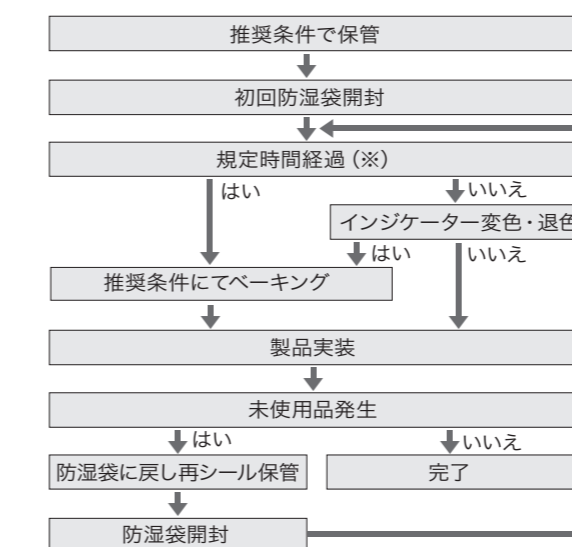 推奨条件で保管
初回防湿袋開封
規定時間経過（※）
はい
いいえ
インジケーター変色・退色
はい
いいえ
推奨条件にてベーキング
製品実装
未使用品発生
はい
いいえ
防湿袋に戻し再シール保管
完了
防湿袋開封